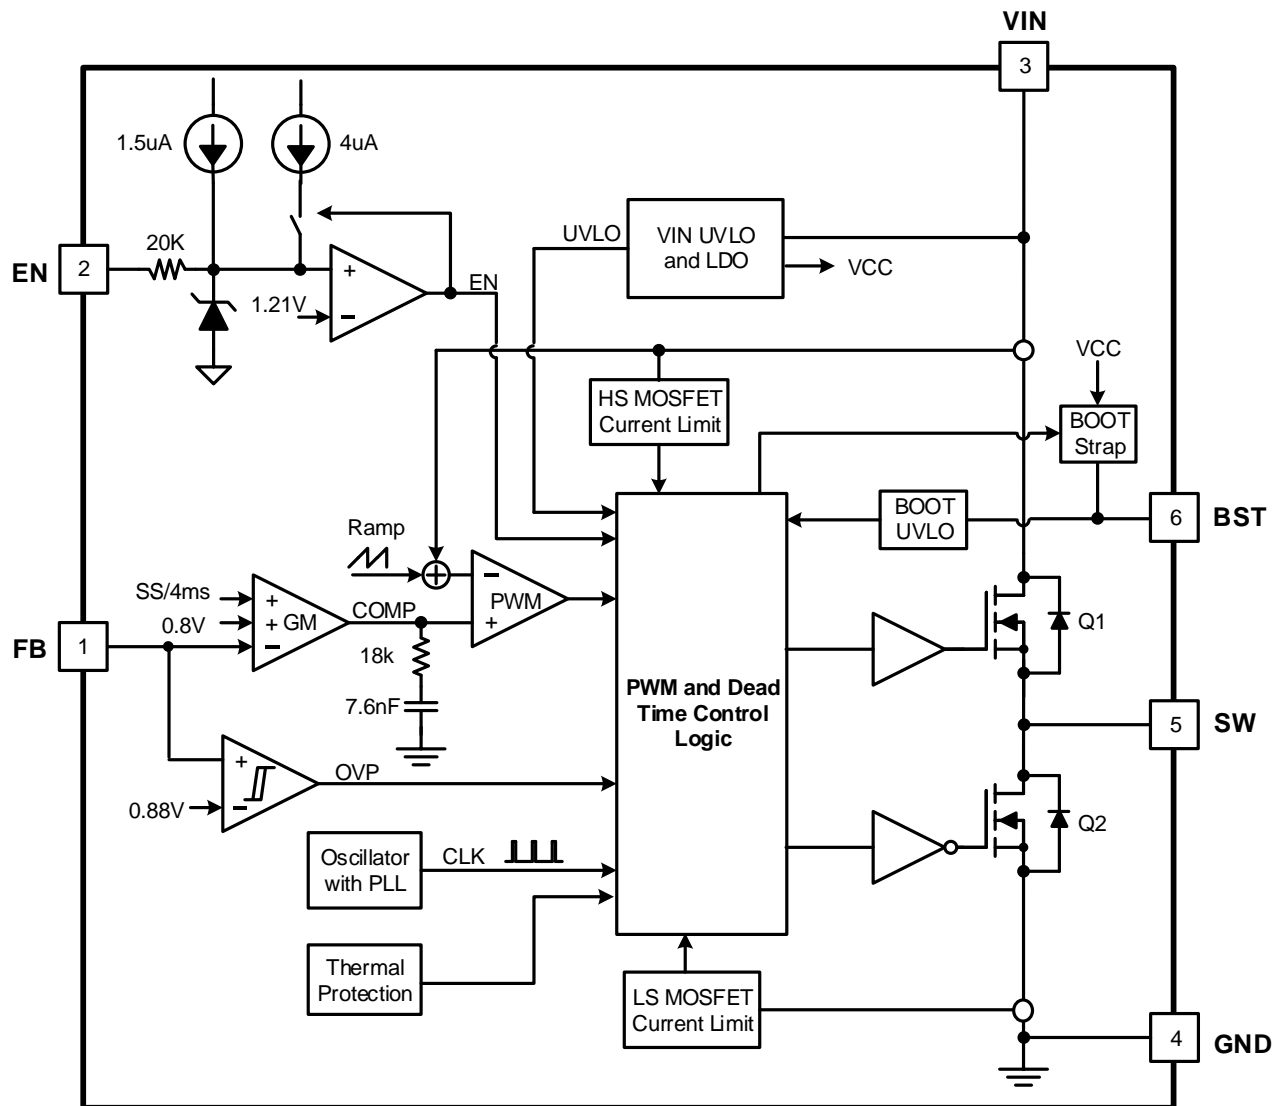 VIN
3
1.5uA
4uA
20K
EN
2
1.21V
EN
UVLO
VIN UVLO
and LDO
VCC
HS MOSFET
Current Limit
VCC
BOOT
Strap
BOOT
UVLO
6
BST
Ramp
PWM
SS/4ms
0.8V
GM
COMP
FB
1
18k
7.6nF
PWM and Dead
Time Control
Logic
Q1
5
SW
OVP
0.88V
Q2
Oscillator
with PLL
CLK
Thermal
Protection
LS MOSFET
Current Limit
4
GND